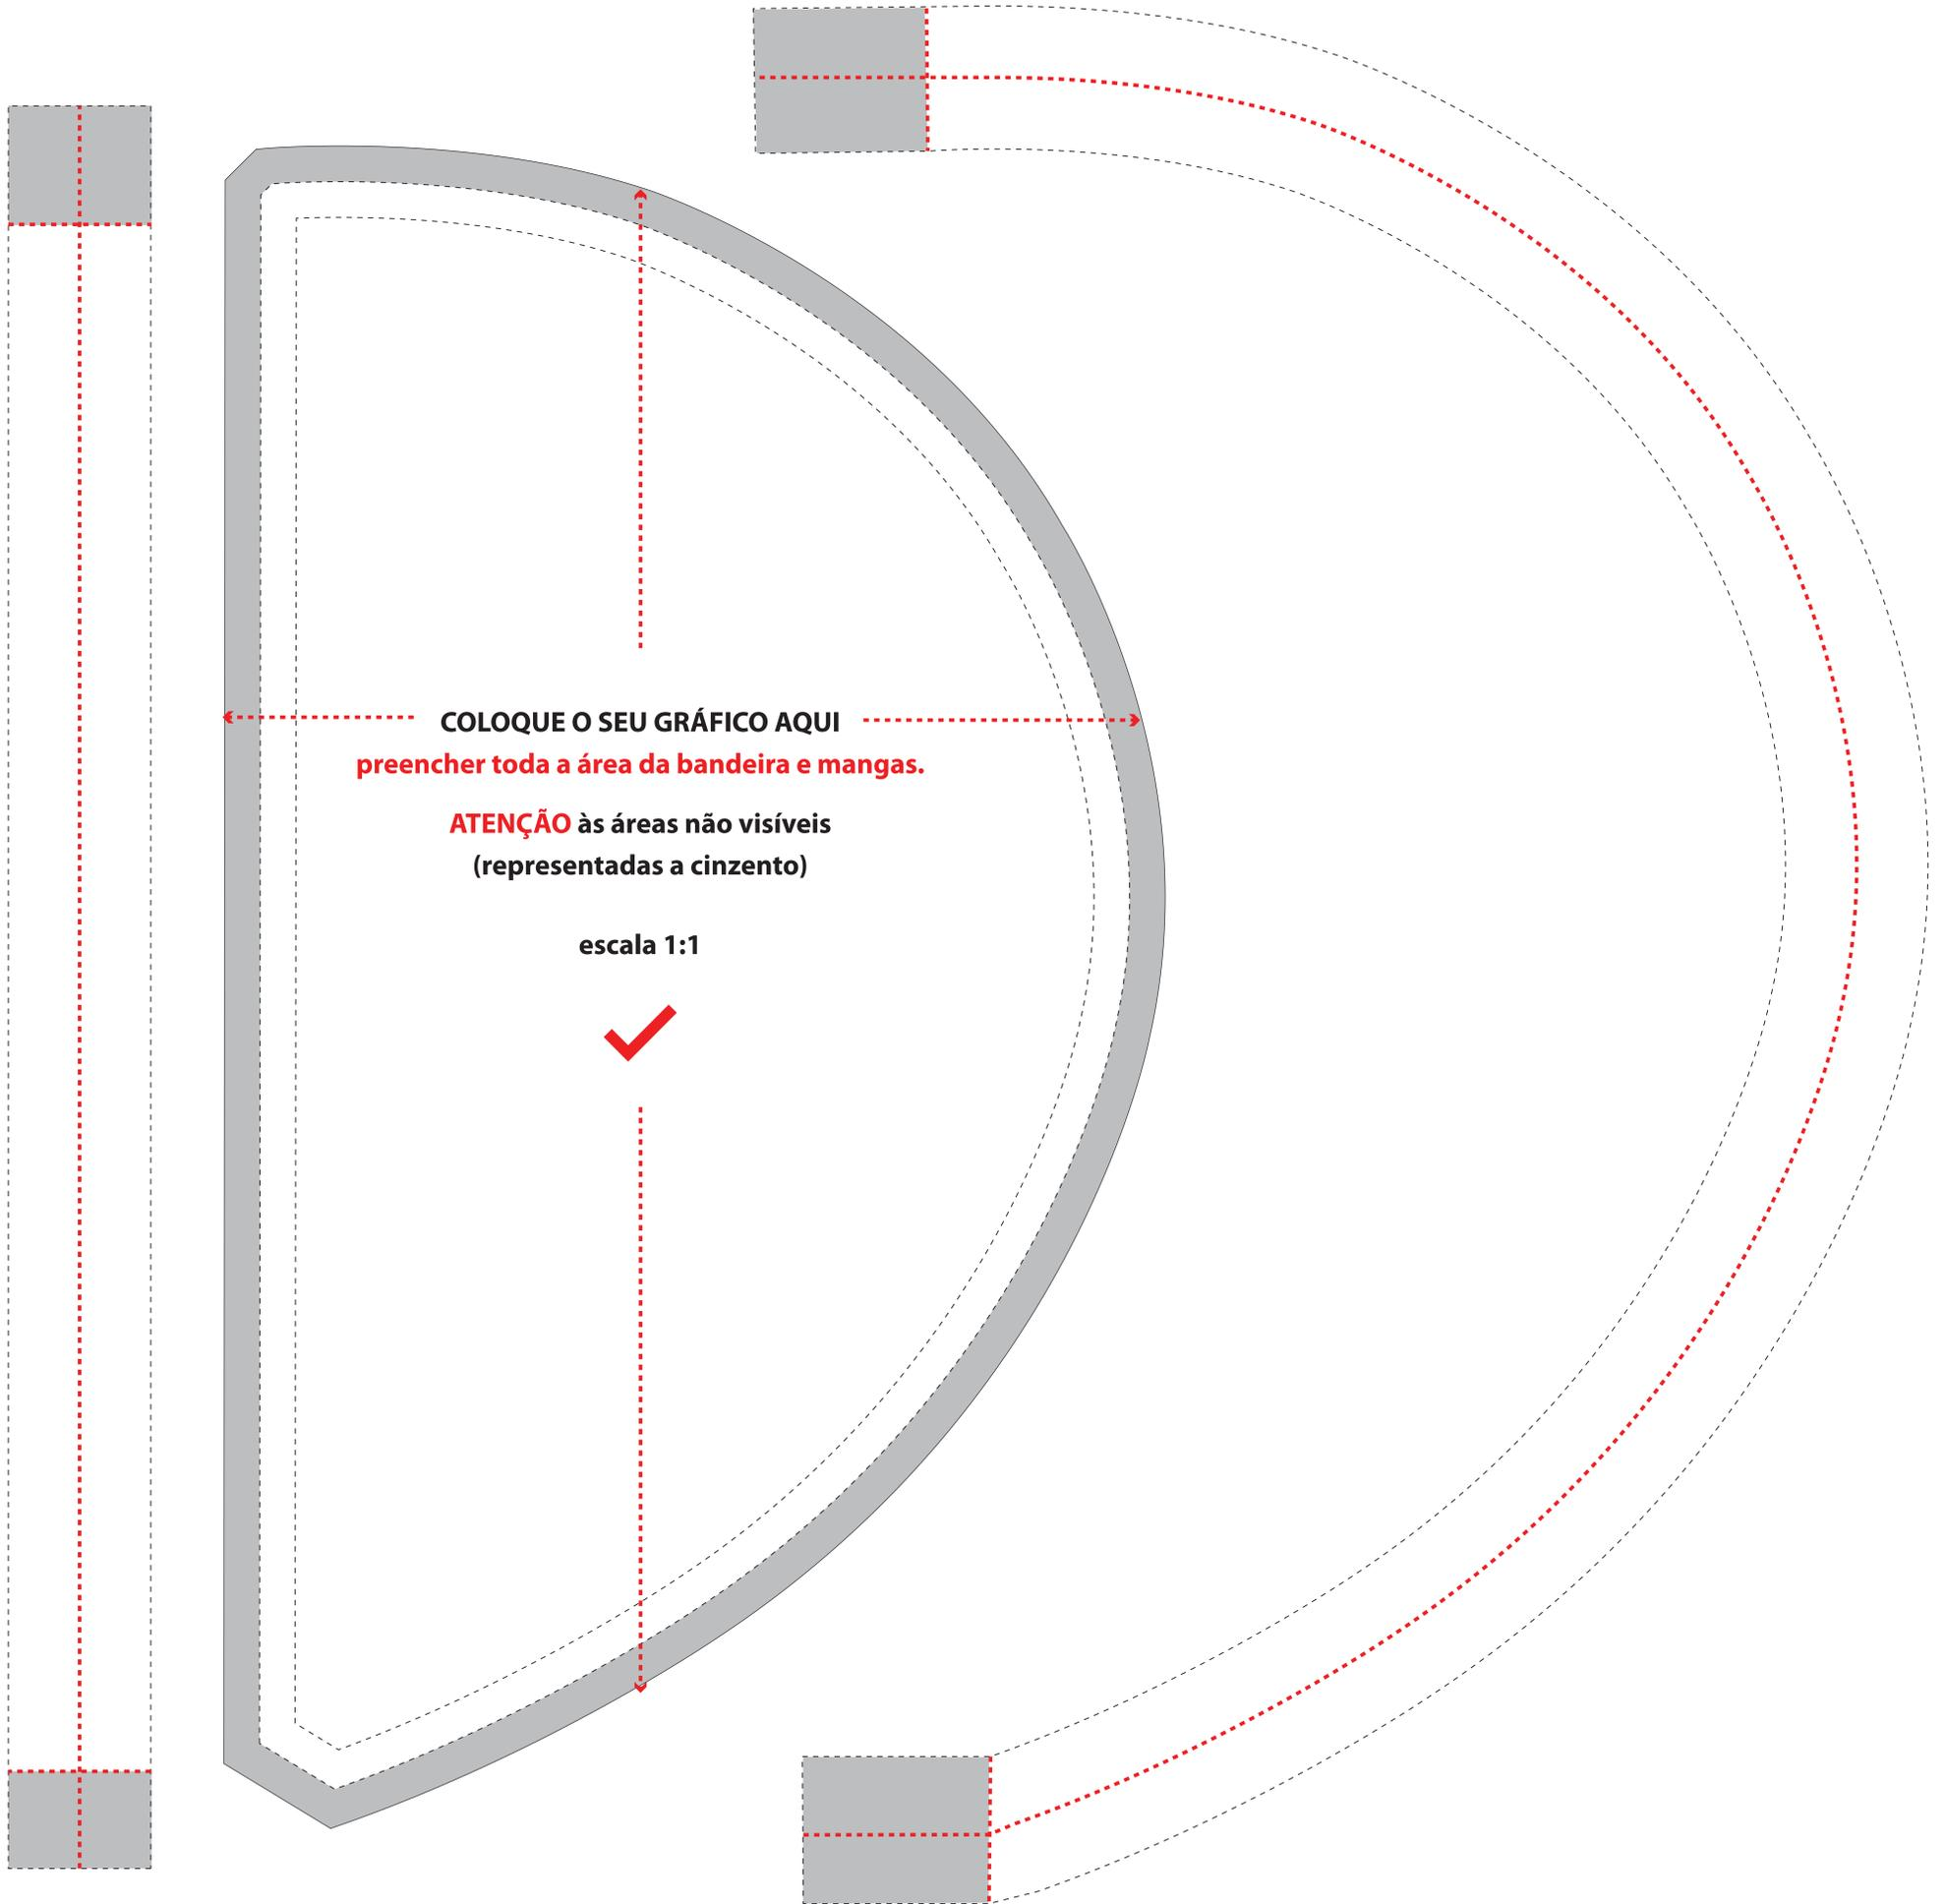 COLOQUE O SEU GRÁFICO AQUI
preencher toda a área da bandeira e mangas.
ATENÇÃO às áreas não visíveis
(representadas a cinzento)
escala 1:1